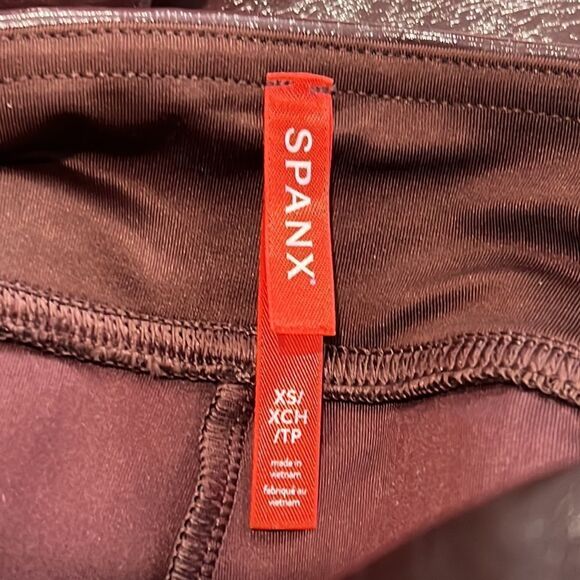 SPANX
XS/
XCH
/TP
made in
vietnam
fabriqué au
vietnam